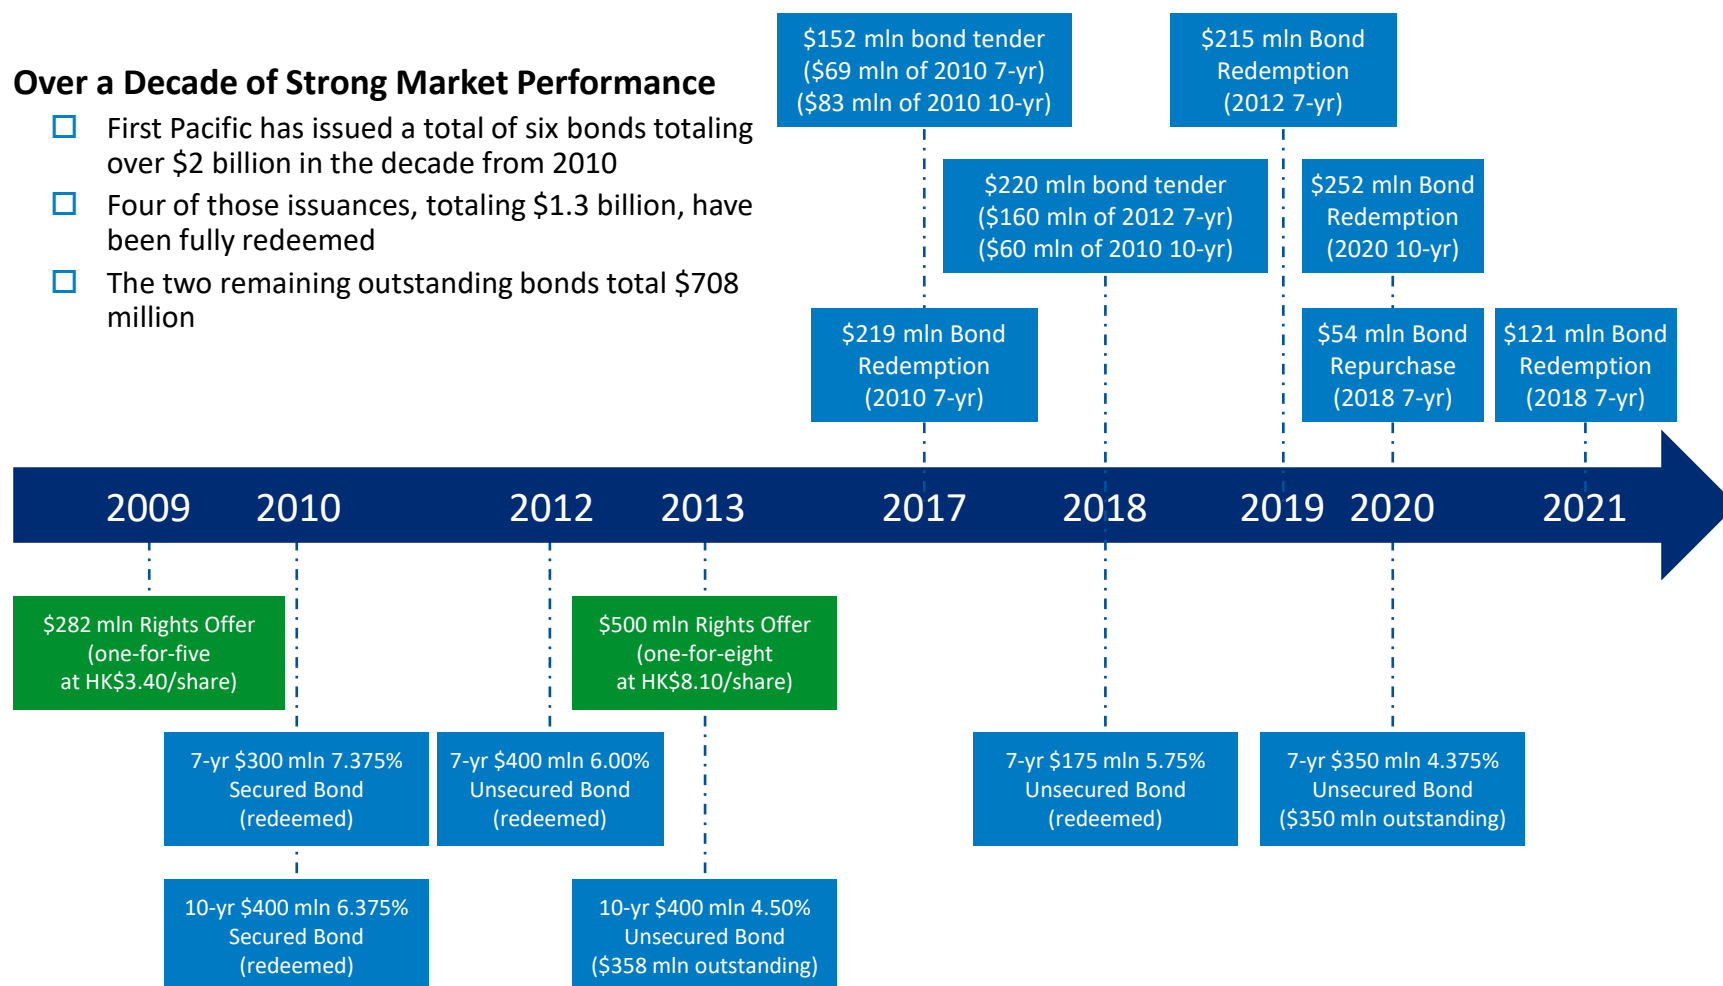 Over a Decade of Strong Market Performance
First Pacific has issued a total of six bonds totaling
over $2 billion in the decade from 2010
Four of those issuances, totaling $1.3 billion, have
been fully redeemed
The two remaining outstanding bonds total $708
million
$152 mln bond tender
($69 mln of 2010 7-yr)
($83 mln of 2010 10-yr)
$215 mln Bond
Redemption
(2012 7-yr)
$220 mln bond tender
($160 mln of 2012 7-yr)
($60 mln of 2010 10-yr)
$252 mln Bond
Redemption
(2020 10-yr)
$219 mln Bond
Redemption
(2010 7-yr)
$54 mln Bond
Repurchase
(2018 7-yr)
$121 mln Bond
Redemption
(2018 7-yr)
2009 2010 2012 2013 2017 2018 2019 2020 2021
$282 mln Rights Offer
(one-for-five
at HK$3.40/share)
$500 mln Rights Offer
(one-for-eight
at HK$8.10/share)
7-yr $300 mln 7.375%
Secured Bond
(redeemed)
7-yr $400 mln 6.00%
Unsecured Bond
(redeemed)
7-yr $175 mln 5.75%
Unsecured Bond
(redeemed)
7-yr $350 mln 4.375%
Unsecured Bond
($350 mln outstanding)
10-yr $400 mln 6.375%
Secured Bond
(redeemed)
10-yr $400 mln 4.50%
Unsecured Bond
($358 mln outstanding)